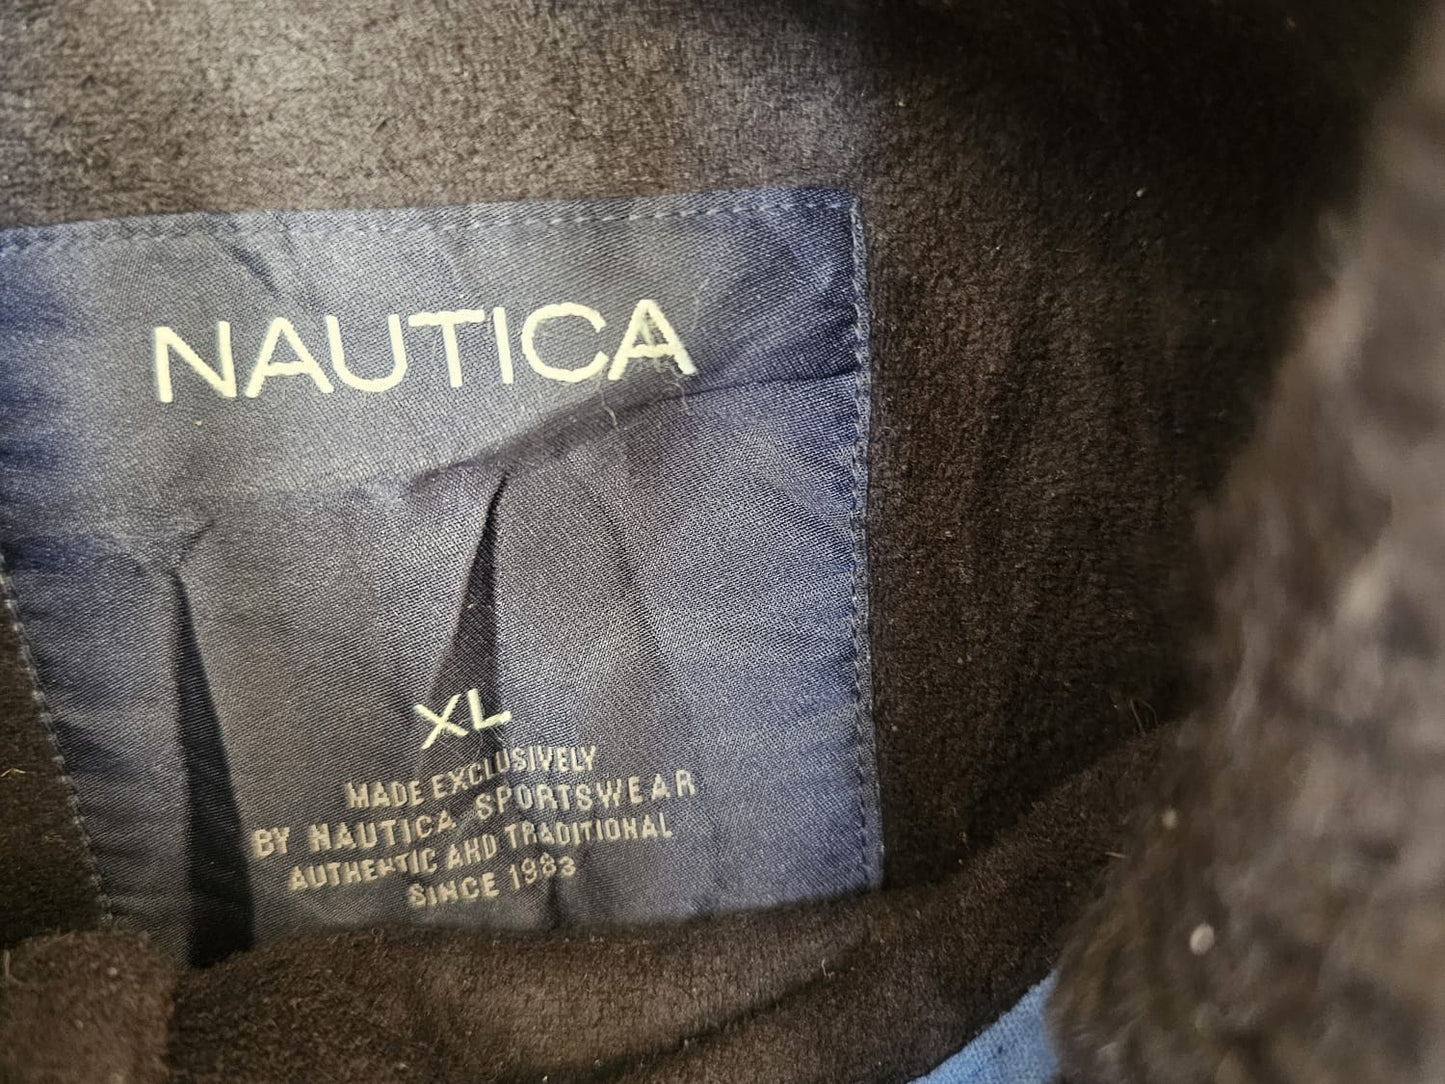 NAUTICA
XL
MADE EXCLUSIVELY
BY NAUTICA SPORTSWEAR
AUTHENTIC AND TRADITIONAL
SINCE 1983